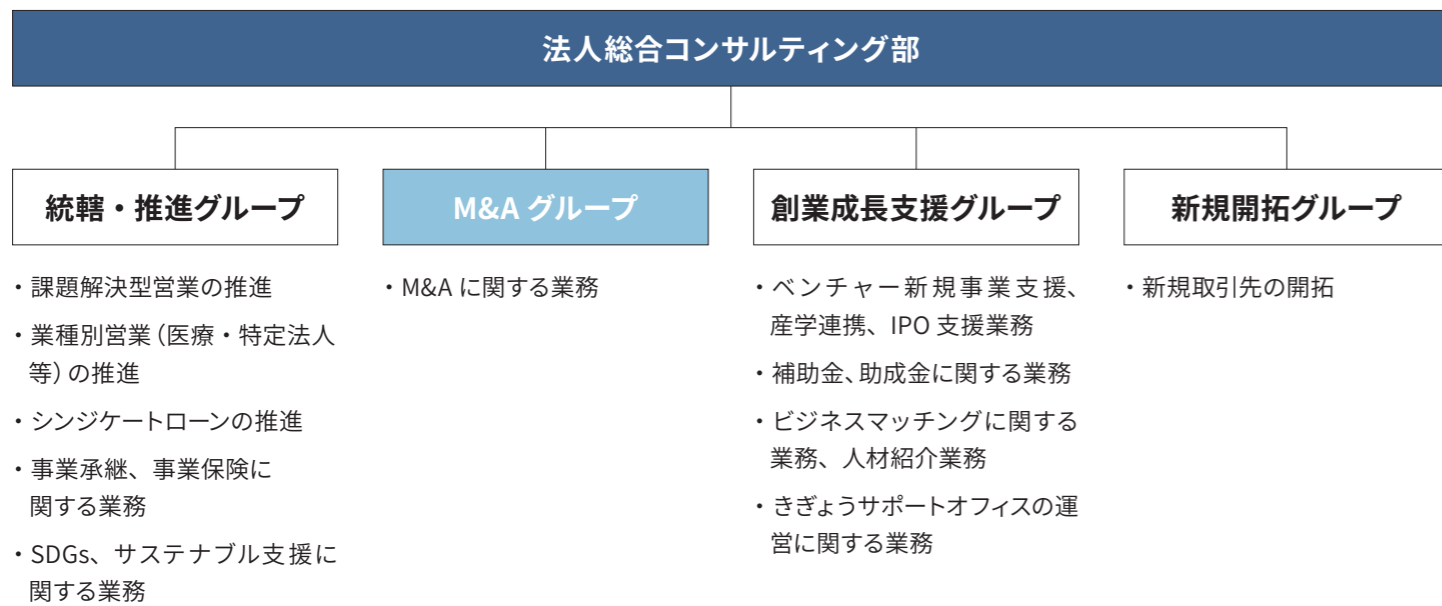 法人総合コンサルティング部
統轄・推進グループ
・課題解決型営業の推進
・業種別営業(医療・特定法人
等)の推進
・シンジケートローンの推進
・事業承継、事業保険に
関する業務
・SDGs、サステナブル支援に
関する業務
M&A グループ
・M&A に関する業務
創業成長支援グループ
・ベンチャー新規事業支援、
産学連携、IPO 支援業務
・補助金、助成金に関する業務
・ビジネスマッチングに関する
業務、人材紹介業務
・きぎょうサポートオフィスの運
営に関する業務
新規開拓グループ
・新規取引先の開拓